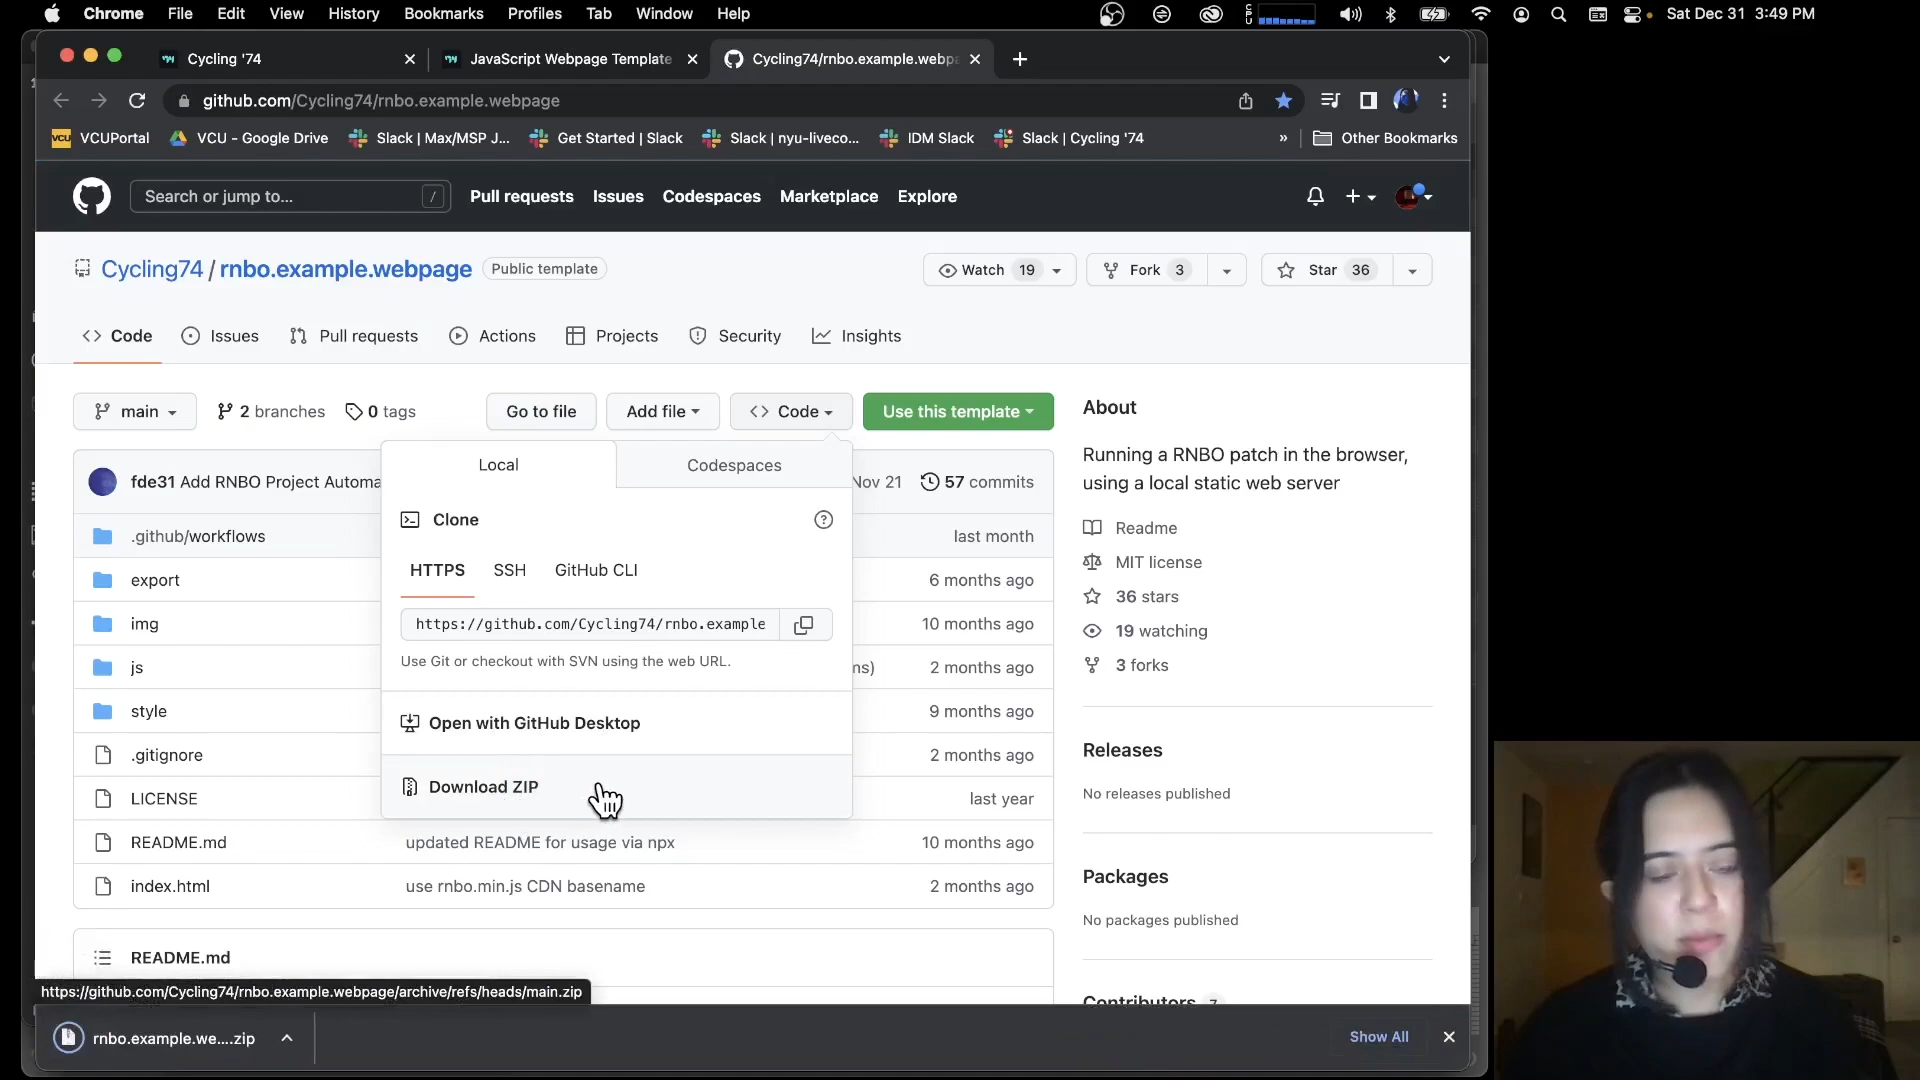 Chrome File Edit View History Bookmarks Profiles Tab Window Help
CPU
Sat Dec 31 3:49 PM
Cycling '74
JavaScript Webpage Template
Cycling74/rnbo.example.webpa
github.com/Cycling74/rnbo.example.webpage
VCU VCUPortal
VCU - Google Drive
Slack | Max/MSP J...
Get Started | Slack
Slack | nyu-liveco...
IDM Slack
Slack | Cycling '74
»
Other Bookmarks
Search or jump to...
/
Pull requests Issues Codespaces Marketplace Explore
Cycling74 / rnbo.example.webpage
Public template
Watch 19
Fork 3
Star 36
Code
Issues
Pull requests
Actions
Projects
Security
Insights
main
2 branches
0 tags
Go to file
Add file
Code
Use this template
About
Running a RNBO patch in the browser,
using a local static web server
Readme
MIT license
36 stars
19 watching
3 forks
Local
Codespaces
fde31 Add RNBO Project Automa
Nov 21
57 commits
Clone
HTTPS SSH GitHub CLI
https://github.com/Cycling74/rnbo.example
Use Git or checkout with SVN using the web URL.
Open with GitHub Desktop
Download ZIP
.github/workflows
last month
export
6 months ago
img
10 months ago
js
ns)
2 months ago
style
9 months ago
.gitignore
2 months ago
LICENSE
last year
README.md
updated README for usage via npx
10 months ago
index.html
use rnbo.min.js CDN basename
2 months ago
README.md
Releases
No releases published
Packages
No packages published
Contributors 7
https://github.com/Cycling74/rnbo.example.webpage/archive/refs/heads/main.zip
rnbo.example.we....zip
Show All